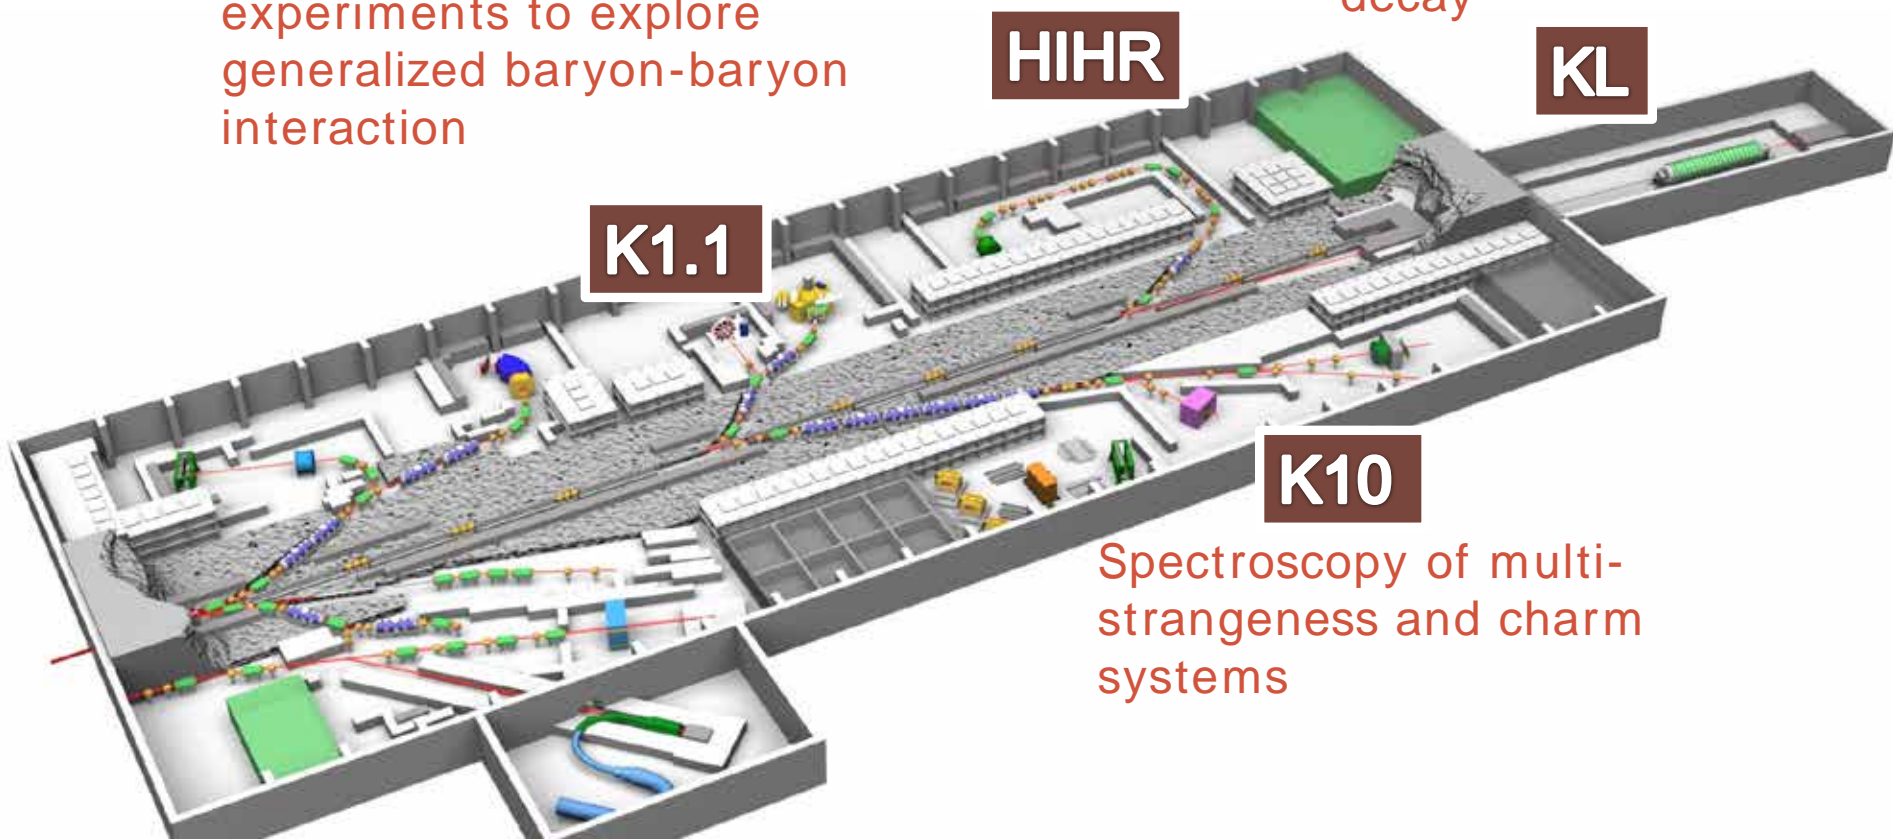 experiments to explore
generalized baryon-baryon
interaction
decay
HIHR
KL
K1.1
K10
Spectroscopy of multi-
strangeness and charm
systems